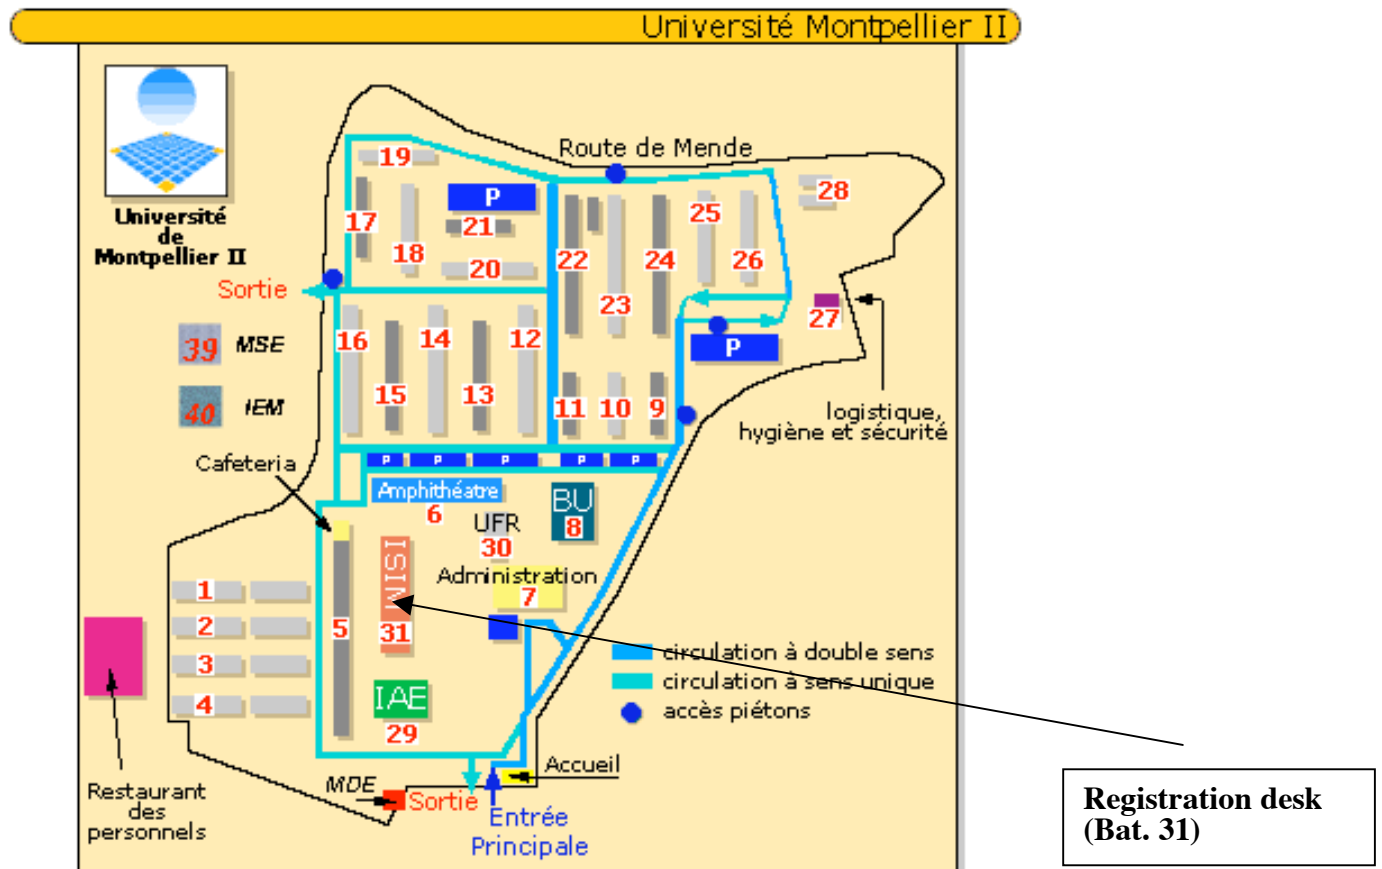 Université Montpellier II
Université
de
Montpellier II
Route de Mende
19
28
P
17
21
25
18
22
24
26
20
Sortie
23
27
39 MSE
16
14
12
P
40 IEM
15
13
11
10
9
logistique,
hygiène et sécurité
Cafeteria
P
P
P
P
P
Amphithéatre
6
BU
8
UFR
30
ISIM
31
Administration
7
1
2
3
4
5
IAE
29
circulation à double sens
circulation à sens unique
accès piétons
Restaurant
des
personnels
MDE
Sortie
Accueil
Entrée
Principale
Registration desk
(Bat. 31)